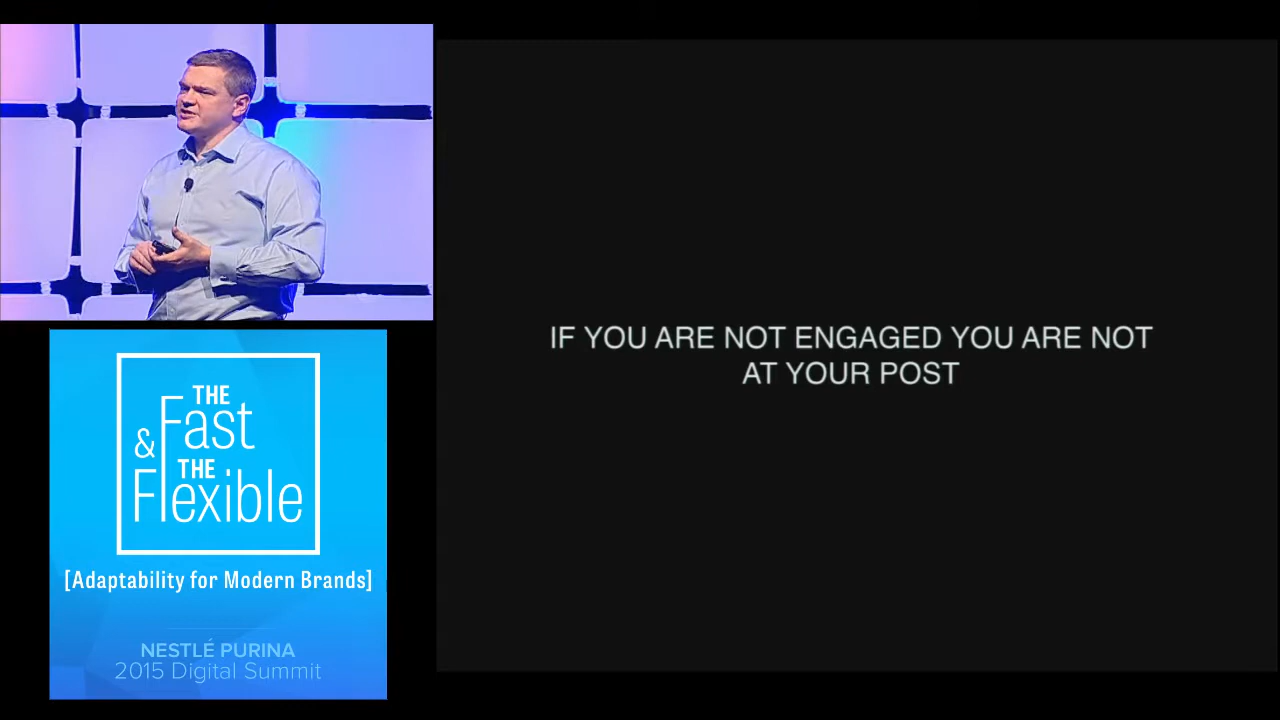 THE
& Fast
THE
Flexible
[Adaptability for Modern Brands]
NESTLÉ PURINA
2015 Digital Summit
IF YOU ARE NOT ENGAGED YOU ARE NOT
AT YOUR POST